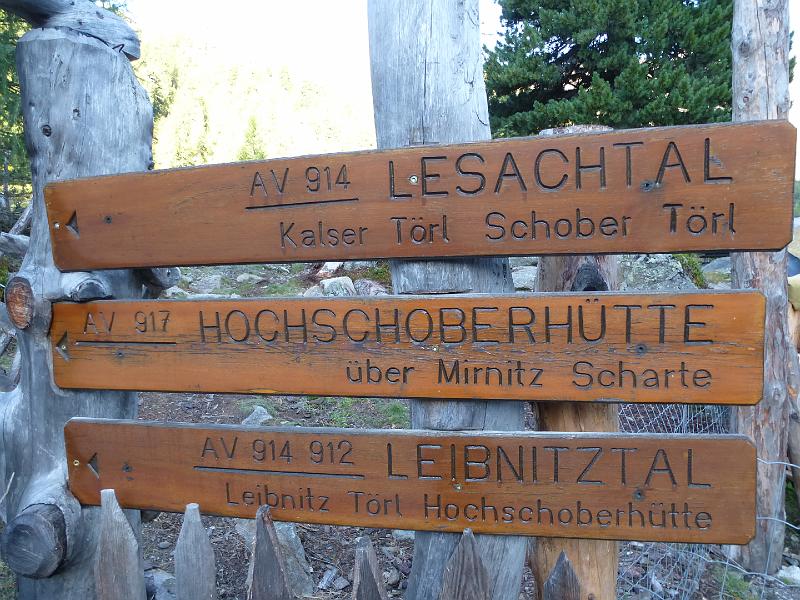 AV 914 LESACHTAL
Kalser Törl Schober Törl
AV 917 HOCHSCHOBERHÜTTE
über Mirnitz Scharte
AV 914 912 LEIBNITZTAL
Leibnitz Törl Hochschoberhütte